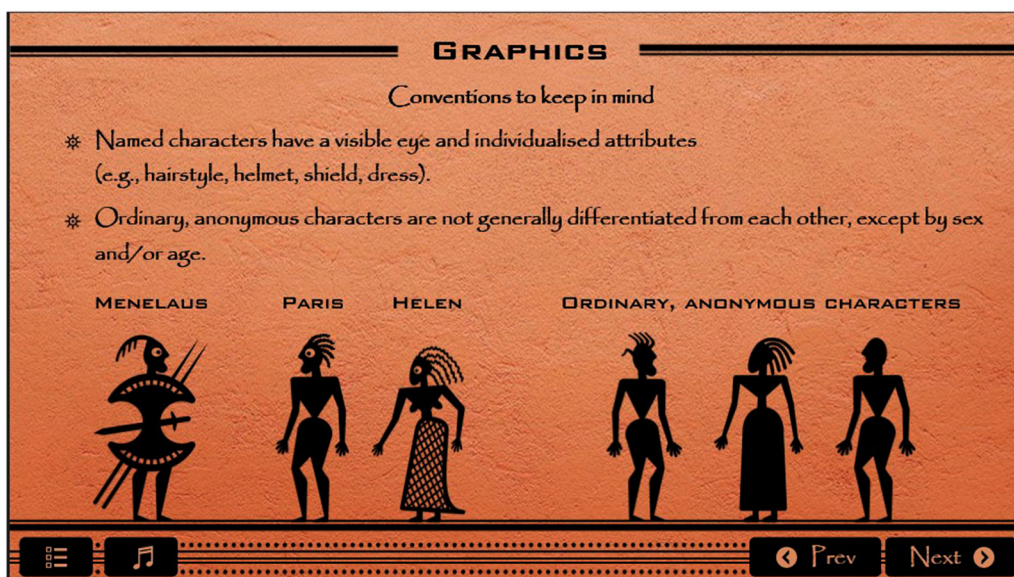 Graphics
Conventions to keep in mind
Named characters have a visible eye and individualised attributes
(e.g., hairstyle, helmet, shield, dress).
Ordinary, anonymous characters are not generally differentiated from each other, except by sex
and/or age.
Menelaus Paris Helen Ordinary, anonymous characters
Prev Next